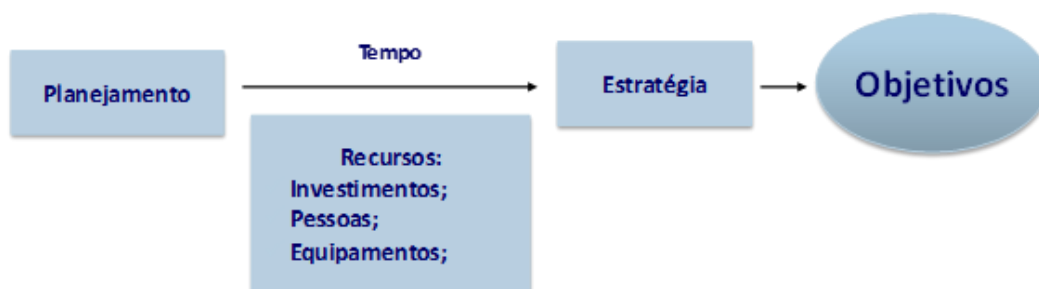 Planejamento
Tempo
Recursos:
Investimentos;
Pessoas;
Equipamentos;
Estratégia
Objetivos